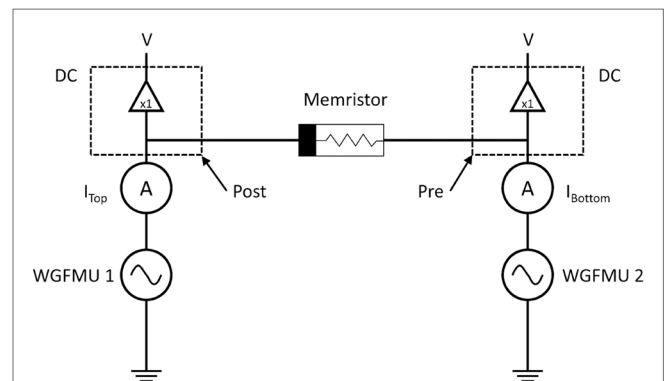 V
V
DC
DC
x1
x1
Memristor
A
A
I_Top
Post
Pre
I_Bottom
WGFMU 1
WGFMU 2